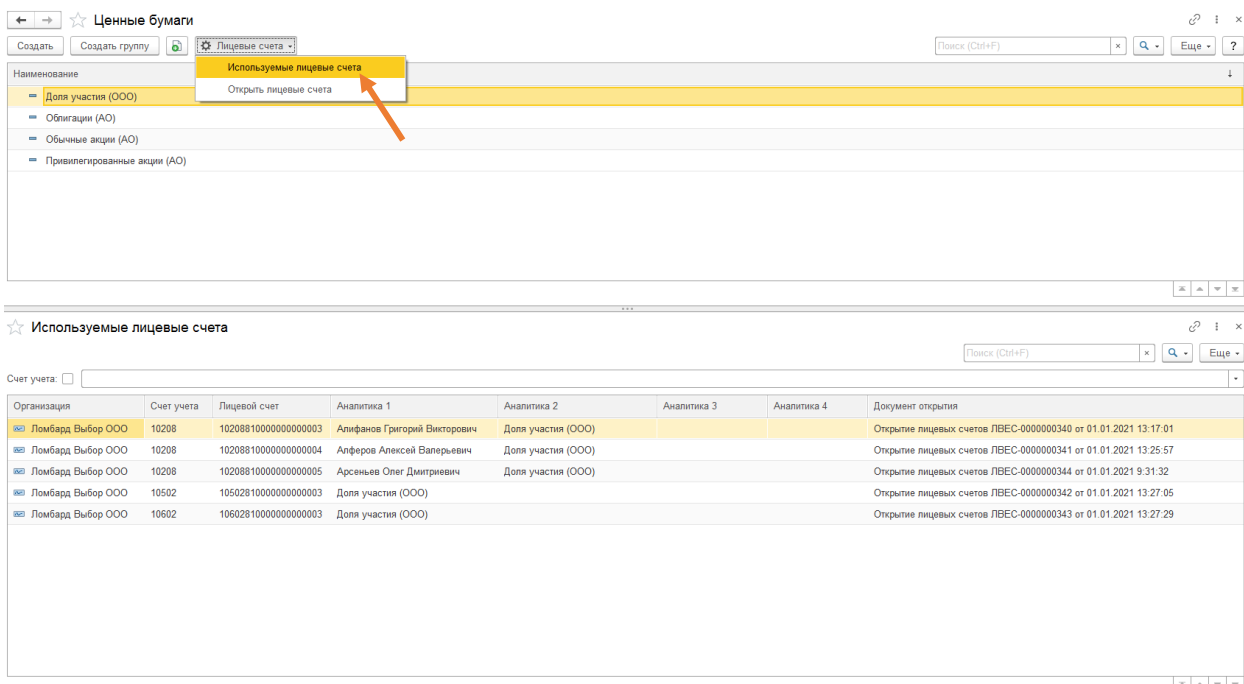 Ценные бумаги
Создать Создать группу Лицевые счета Поиск (Ctrl+F) × Еще ?
Используемые лицевые счета
Открыть лицевые счета
Наименование ↓
Доля участия (ООО)
Облигации (АО)
Обычные акции (АО)
Привилегированные акции (АО)
Используемые лицевые счета
Поиск (Ctrl+F) × Еще
Счет учета:
Организация Счет учета Лицевой счет Аналитика 1 Аналитика 2 Аналитика 3 Аналитика 4 Документ открытия
Ломбард Выбор ООО 10208 10208810000000000003 Алифанов Григорий Викторович Доля участия (ООО) Открытие лицевых счетов ЛВЕС-0000000340 от 01.01.2021 13:17:01
Ломбард Выбор ООО 10208 10208810000000000004 Алферов Алексей Валерьевич Доля участия (ООО) Открытие лицевых счетов ЛВЕС-0000000341 от 01.01.2021 13:25:57
Ломбард Выбор ООО 10208 10208810000000000005 Арсеньев Олег Дмитриевич Доля участия (ООО) Открытие лицевых счетов ЛВЕС-0000000344 от 01.01.2021 9:31:32
Ломбард Выбор ООО 10502 10502810000000000003 Доля участия (ООО) Открытие лицевых счетов ЛВЕС-0000000342 от 01.01.2021 13:27:05
Ломбард Выбор ООО 10602 10602810000000000003 Доля участия (ООО) Открытие лицевых счетов ЛВЕС-0000000343 от 01.01.2021 13:27:29